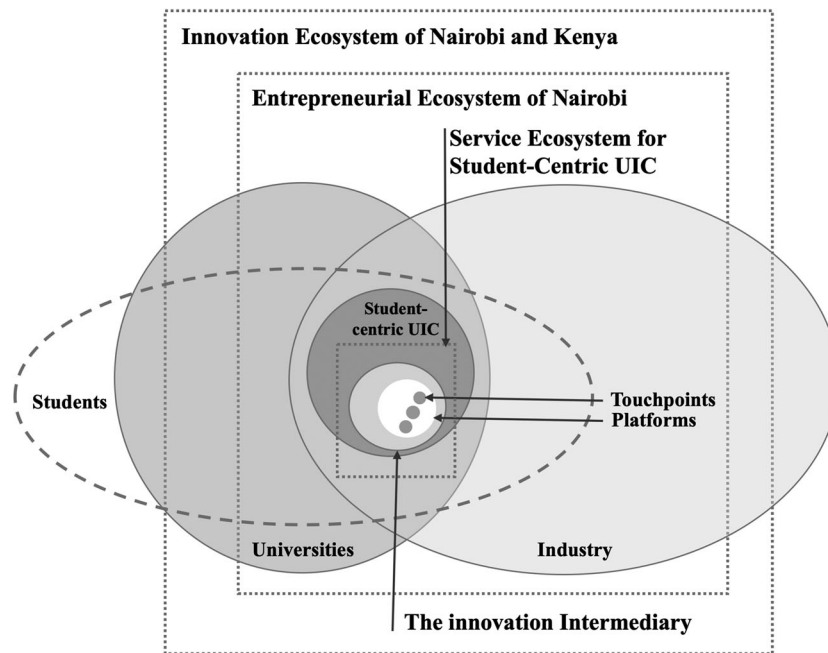 Innovation Ecosystem of Nairobi and Kenya
Entrepreneurial Ecosystem of Nairobi
Service Ecosystem for
Student-Centric UIC
Student-
centric UIC
Students
Touchpoints
Platforms
Universities
Industry
The innovation Intermediary